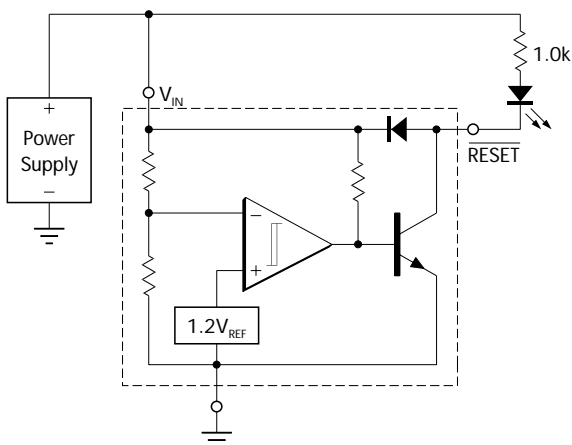 1.0k
V_IN
+
Power
Supply
–
RESET
–
+
1.2V_REF